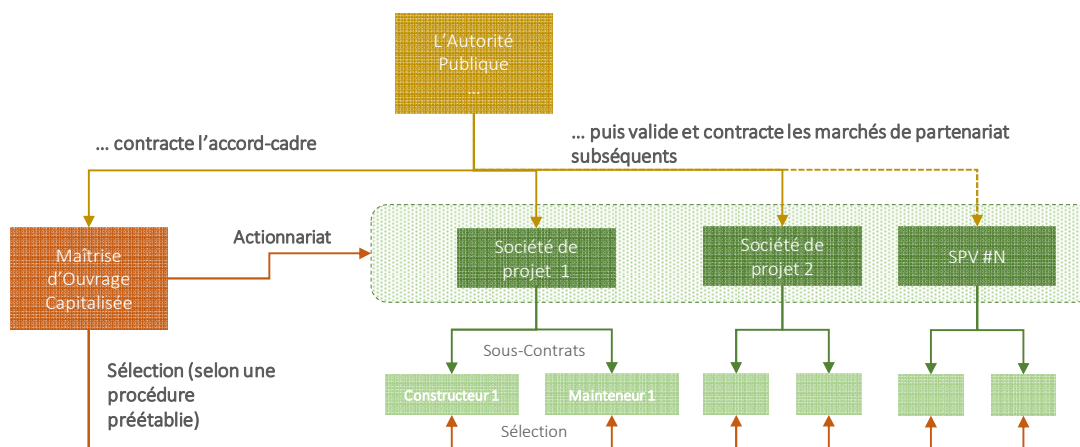 L'Autorité
Publique
...
... contracte l'accord-cadre
... puis valide et contracte les marchés de partenariat
subséquents
Maîtrise
d'Ouvrage
Capitalisée
Actionnariat
Société de
projet 1
Société de
projet 2
SPV #N
Sous-Contrats
Sélection (selon une
procédure
préétablie)
Constructeur 1
Mainteneur 1
Sélection